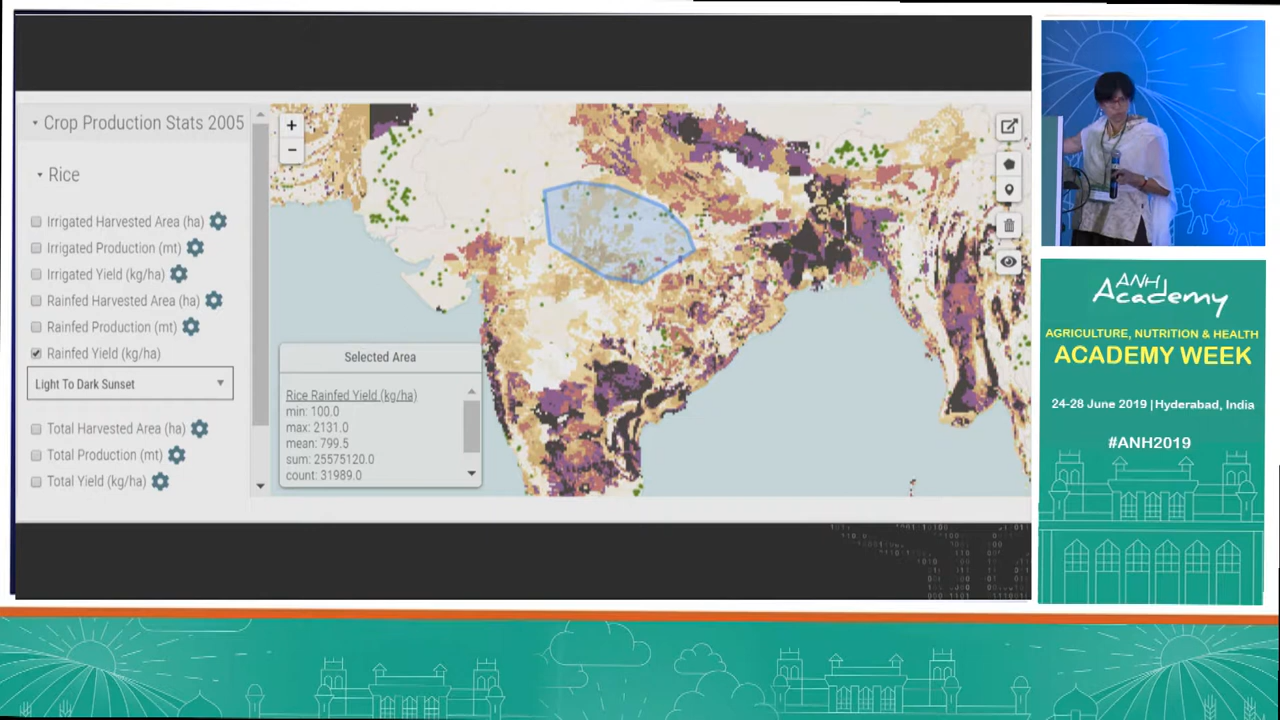 Crop Production Stats 2005
Rice
Irrigated Harvested Area (ha)
Irrigated Production (mt)
Irrigated Yield (kg/ha)
Rainfed Harvested Area (ha)
Rainfed Production (mt)
Rainfed Yield (kg/ha)
Light To Dark Sunset
Total Harvested Area (ha)
Total Production (mt)
Total Yield (kg/ha)
+
−
Selected Area
Rice Rainfed Yield (kg/ha)
min: 100.0
max: 2131.0
mean: 799.5
sum: 25575120.0
count: 31989.0
ANH
Academy
AGRICULTURE, NUTRITION & HEALTH
ACADEMY WEEK
24-28 June 2019 | Hyderabad, India
#ANH2019